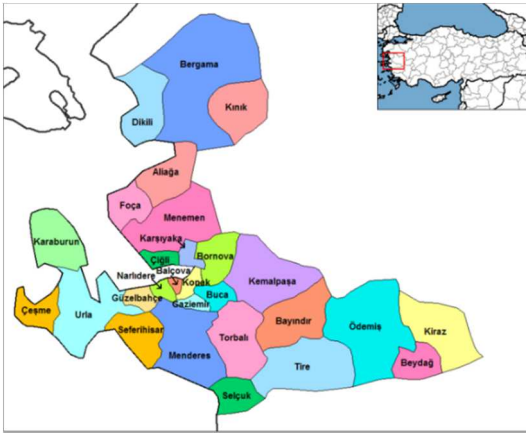 Bergama
Dikili
Kınık
Aliağa
Foça
Menemen
Karşıyaka
Karaburun
Çiğli
Bornova
Balçova
Narlıdere
Konak
Kemalpaşa
Güzelbahçe
Buca
Gaziemir
Çeşme
Urla
Seferihisar
Bayındır
Ödemiş
Kiraz
Torbalı
Menderes
Beydağ
Tire
Selçuk